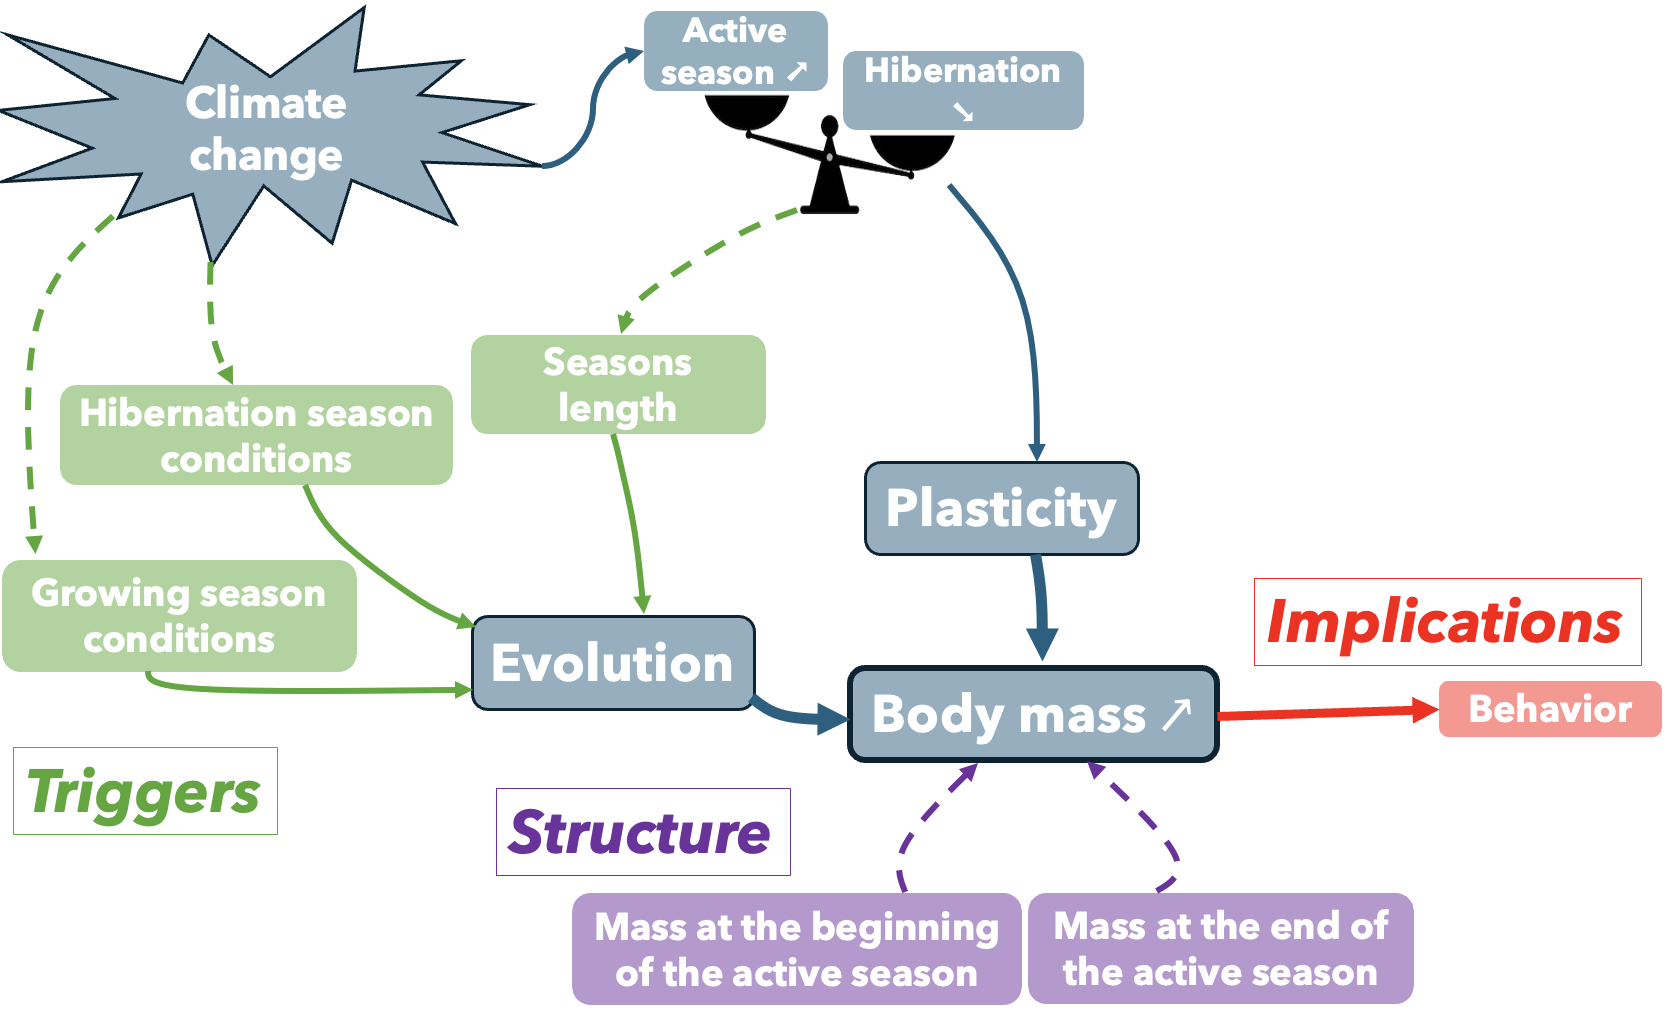 Climate
change
Active
season ➚
Hibernation
➘
Seasons
length
Hibernation season
conditions
Growing season
conditions
Plasticity
Evolution
Body mass ↗
Implications
Behavior
Triggers
Structure
Mass at the beginning
of the active season
Mass at the end of
the active season